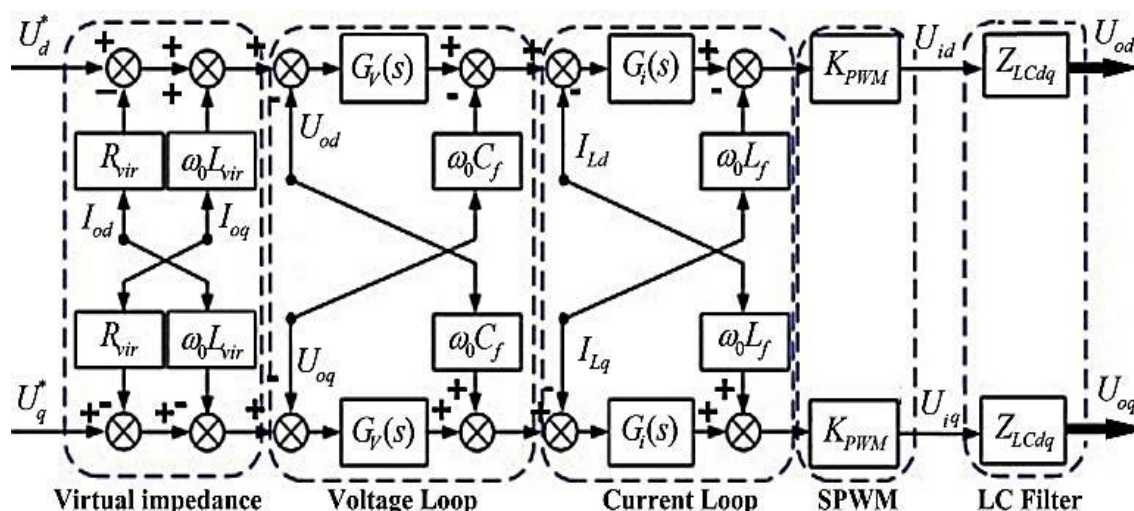 U*d
+
+
+
+
+
+
Uid
Uod
GV(s)
Gi(s)
KPWM
ZLCdq
−
+
-
-
-
-
Uod
ILd
Rvir
ω0Lvir
ω0Cf
ω0Lf
Iod
Ioq
Rvir
ω0Lvir
ω0Cf
ω0Lf
Uoq
ILq
U*q
-
-
-
-
+
+
+
+
+
+
+
+
Uiq
Uoq
GV(s)
Gi(s)
KPWM
ZLCdq
Virtual impedance
Voltage Loop
Current Loop
SPWM
LC Filter